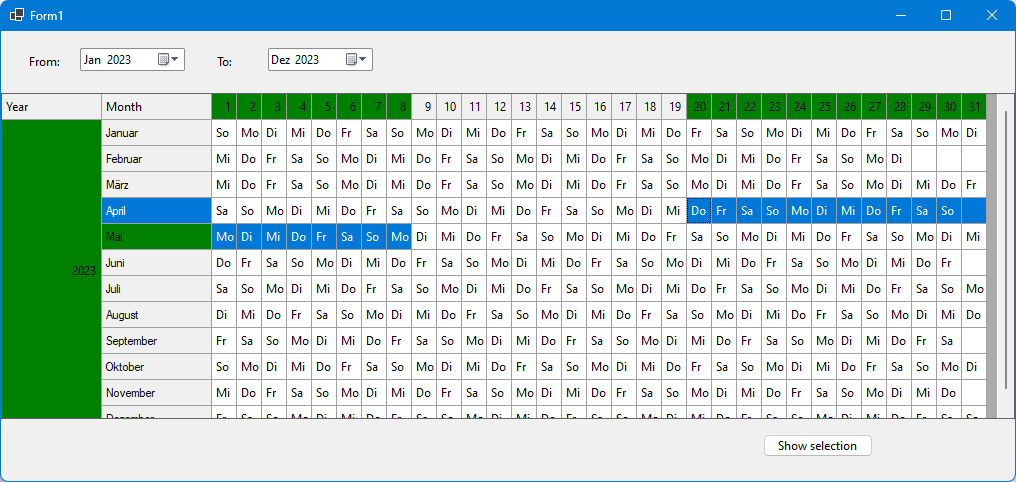 Form1
From: Jan 2023 To: Dez 2023
Year Month 1 2 3 4 5 6 7 8 9 10 11 12 13 14 15 16 17 18 19 20 21 22 23 24 25 26 27 28 29 30 31
Januar So Mo Di Mi Do Fr Sa So Mo Di Mi Do Fr Sa So Mo Di Mi Do Fr Sa So Mo Di Mi Do Fr Sa So Mo Di
Februar Mi Do Fr Sa So Mo Di Mi Do Fr Sa So Mo Di Mi Do Fr Sa So Mo Di Mi Do Fr Sa So Mo Di
März Mi Do Fr Sa So Mo Di Mi Do Fr Sa So Mo Di Mi Do Fr Sa So Mo Di Mi Do Fr Sa So Mo Di Mi Do Fr
April Sa So Mo Di Mi Do Fr Sa So Mo Di Mi Do Fr Sa So Mo Di Mi Do Fr Sa So Mo Di Mi Do Fr Sa So
Mai Mo Di Mi Do Fr Sa So Mo Di Mi Do Fr Sa So Mo Di Mi Do Fr Sa So Mo Di Mi Do Fr Sa So Mo Di Mi
Juni Do Fr Sa So Mo Di Mi Do Fr Sa So Mo Di Mi Do Fr Sa So Mo Di Mi Do Fr Sa So Mo Di Mi Do Fr
2023
Juli Sa So Mo Di Mi Do Fr Sa So Mo Di Mi Do Fr Sa So Mo Di Mi Do Fr Sa So Mo Di Mi Do Fr Sa So Mo
August Di Mi Do Fr Sa So Mo Di Mi Do Fr Sa So Mo Di Mi Do Fr Sa So Mo Di Mi Do Fr Sa So Mo Di Mi Do
September Fr Sa So Mo Di Mi Do Fr Sa So Mo Di Mi Do Fr Sa So Mo Di Mi Do Fr Sa So Mo Di Mi Do Fr Sa
Oktober So Mo Di Mi Do Fr Sa So Mo Di Mi Do Fr Sa So Mo Di Mi Do Fr Sa So Mo Di Mi Do Fr Sa So Mo Di
November Mi Do Fr Sa So Mo Di Mi Do Fr Sa So Mo Di Mi Do Fr Sa So Mo Di Mi Do Fr Sa So Mo Di Mi Do
Show selection